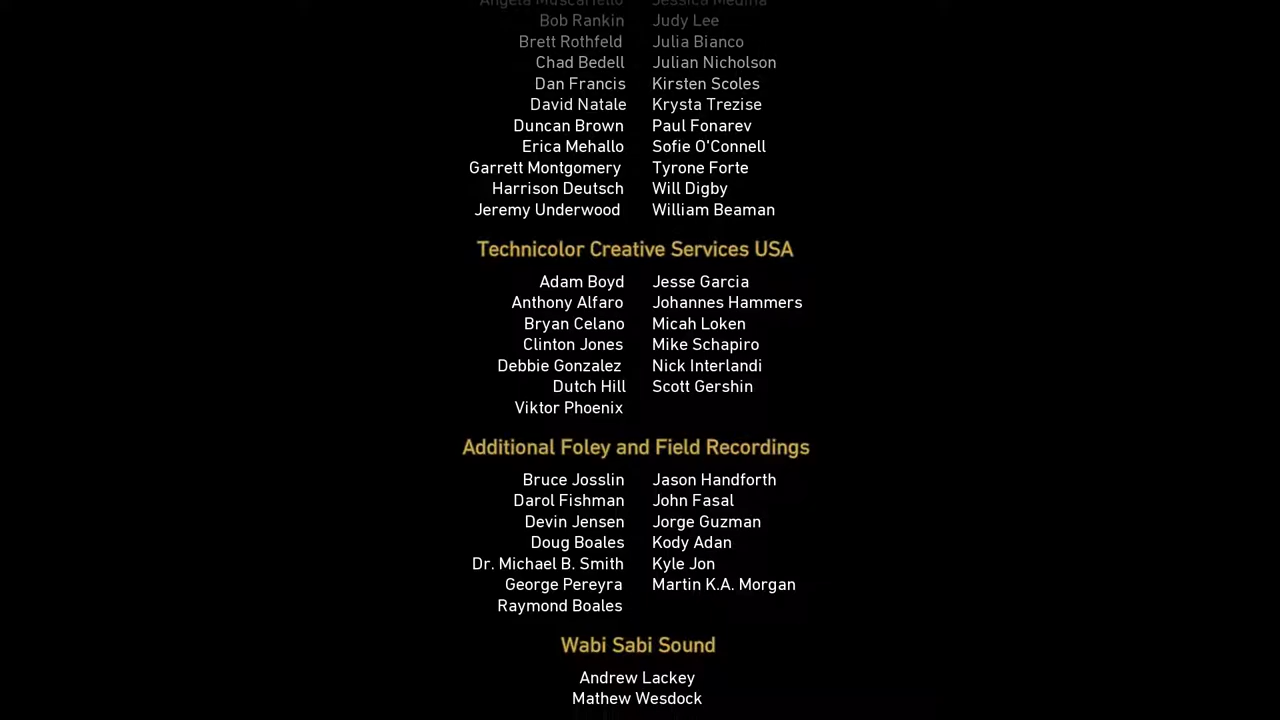 Angela Muscariello Jessica Medina
Bob Rankin Judy Lee
Brett Rothfeld Julia Bianco
Chad Bedell Julian Nicholson
Dan Francis Kirsten Scoles
David Natale Krysta Trezise
Duncan Brown Paul Fonarev
Erica Mehallo Sofie O'Connell
Garrett Montgomery Tyrone Forte
Harrison Deutsch Will Digby
Jeremy Underwood William Beaman
Technicolor Creative Services USA
Adam Boyd Jesse Garcia
Anthony Alfaro Johannes Hammers
Bryan Celano Micah Loken
Clinton Jones Mike Schapiro
Debbie Gonzalez Nick Interlandi
Dutch Hill Scott Gershin
Viktor Phoenix
Additional Foley and Field Recordings
Bruce Josslin Jason Handforth
Darol Fishman John Fasal
Devin Jensen Jorge Guzman
Doug Boales Kody Adan
Dr. Michael B. Smith Kyle Jon
George Pereyra Martin K.A. Morgan
Raymond Boales
Wabi Sabi Sound
Andrew Lackey
Mathew Wesdock